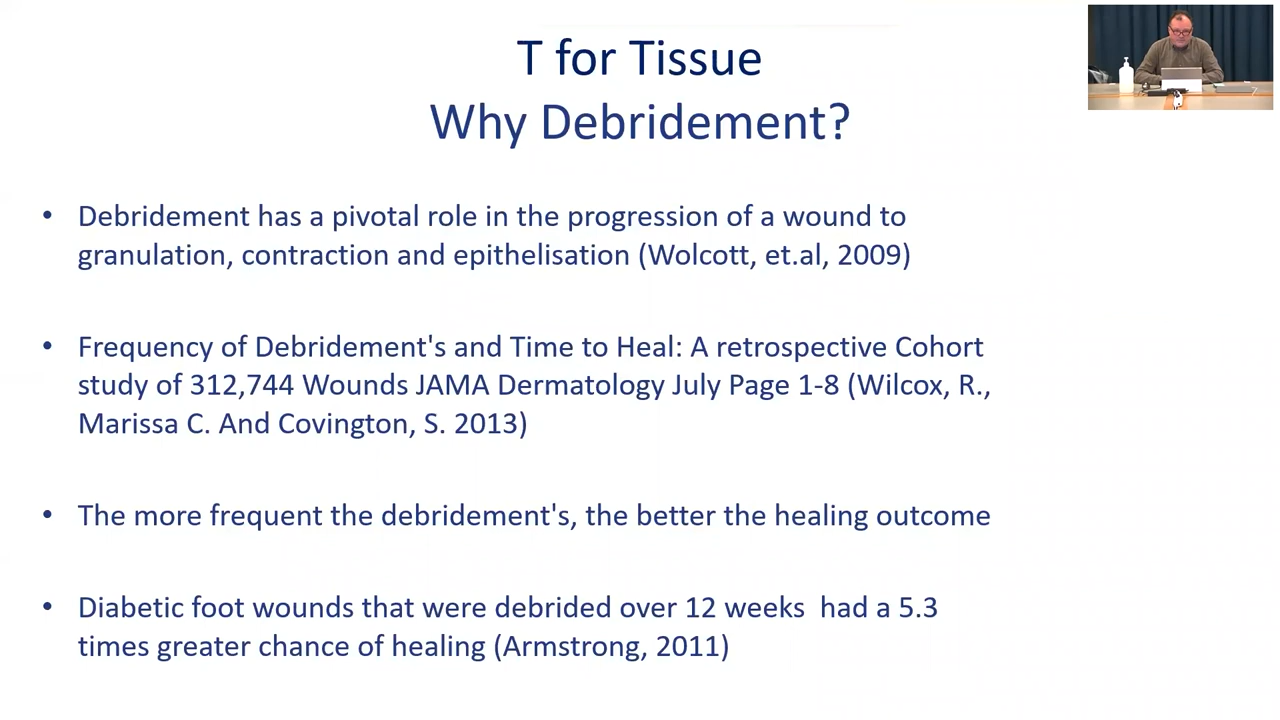 T for Tissue
Why Debridement?
• Debridement has a pivotal role in the progression of a wound to
granulation, contraction and epithelisation (Wolcott, et.al, 2009)
• Frequency of Debridement's and Time to Heal: A retrospective Cohort
study of 312,744 Wounds JAMA Dermatology July Page 1-8 (Wilcox, R.,
Marissa C. And Covington, S. 2013)
• The more frequent the debridement's, the better the healing outcome
• Diabetic foot wounds that were debrided over 12 weeks  had a 5.3
times greater chance of healing (Armstrong, 2011)